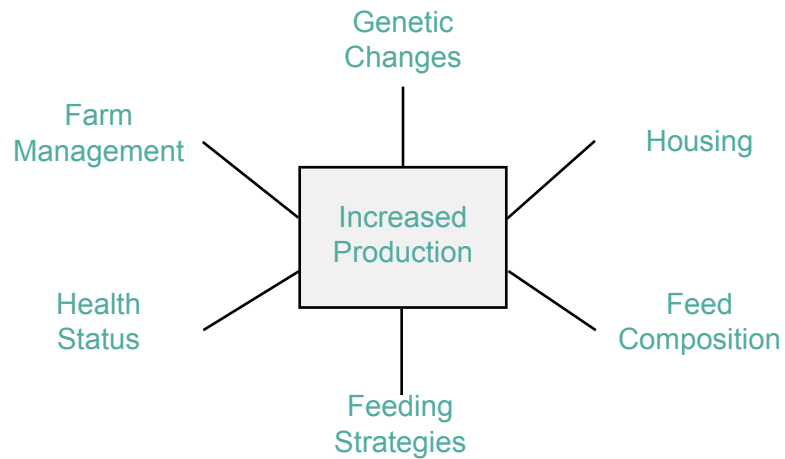 Genetic
Changes
Farm
Management
Housing
Increased
Production
Health
Status
Feed
Composition
Feeding
Strategies